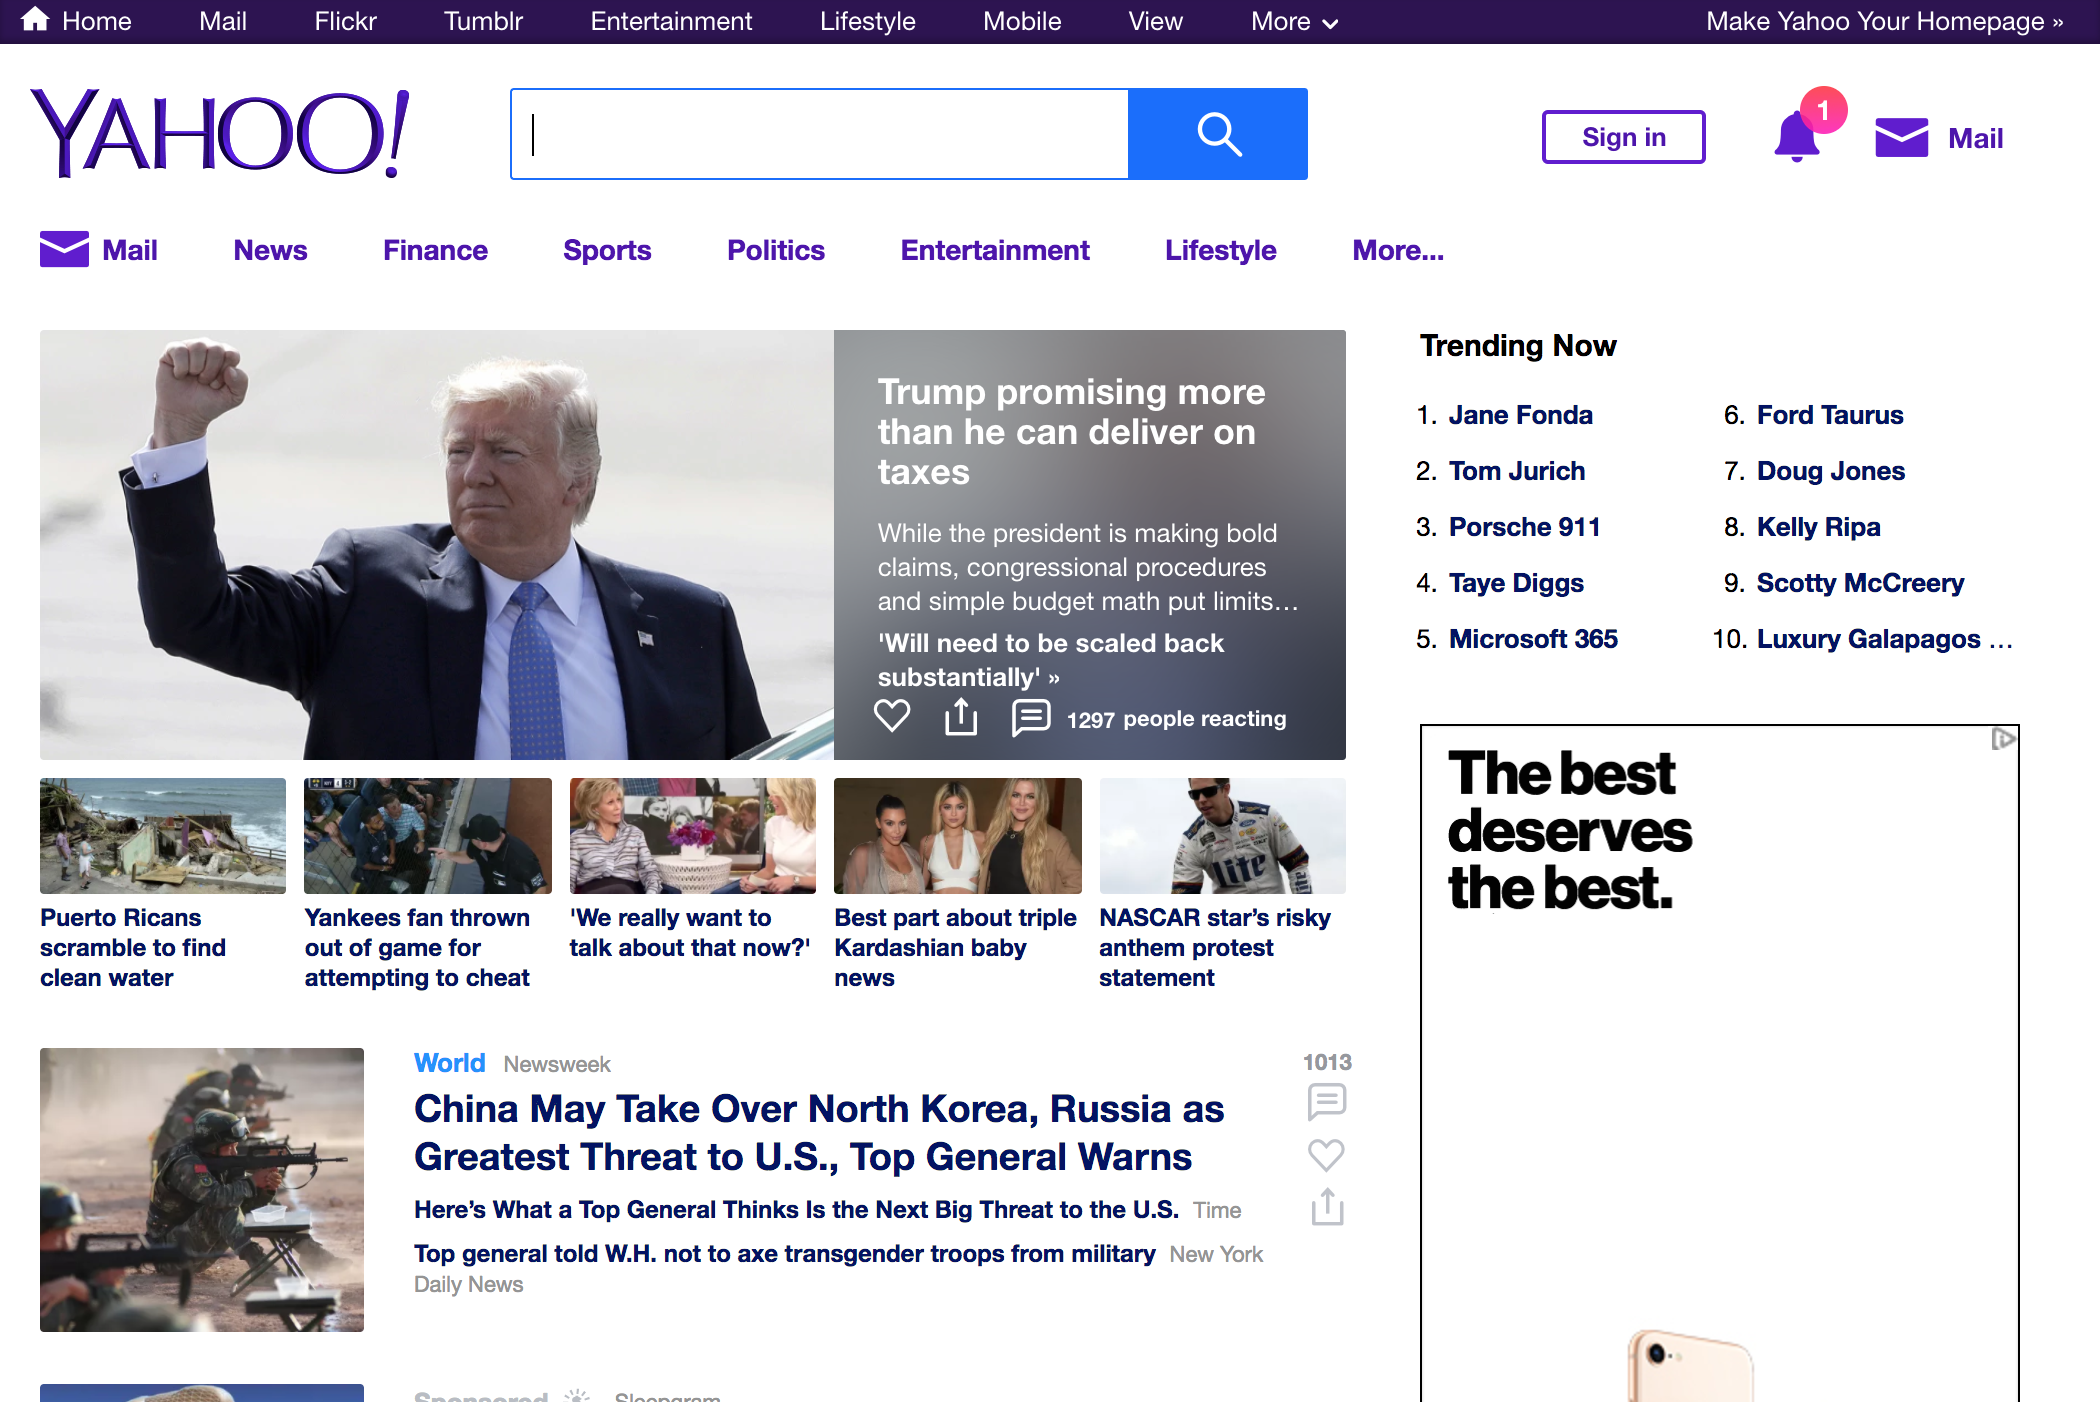 Home Mail Flickr Tumblr Entertainment Lifestyle Mobile View More Make Yahoo Your Homepage »
YAHOO!
Sign in
1
Mail
Mail News Finance Sports Politics Entertainment Lifestyle More...
Trump promising more
than he can deliver on
taxes
While the president is making bold
claims, congressional procedures
and simple budget math put limits...
'Will need to be scaled back
substantially' »
1297 people reacting
Puerto Ricans
scramble to find
clean water
Yankees fan thrown
out of game for
attempting to cheat
'We really want to
talk about that now?'
lite
Best part about triple
Kardashian baby
news
NASCAR star's risky
anthem protest
statement
World Newsweek
China May Take Over North Korea, Russia as
Greatest Threat to U.S., Top General Warns
Here's What a Top General Thinks Is the Next Big Threat to the U.S. Time
Top general told W.H. not to axe transgender troops from military New York
Daily News
1013
Sponsored Sleepgram
Trending Now
1. Jane Fonda
2. Tom Jurich
3. Porsche 911
4. Taye Diggs
5. Microsoft 365
6. Ford Taurus
7. Doug Jones
8. Kelly Ripa
9. Scotty McCreery
10. Luxury Galapagos ...
The best
deserves
the best.